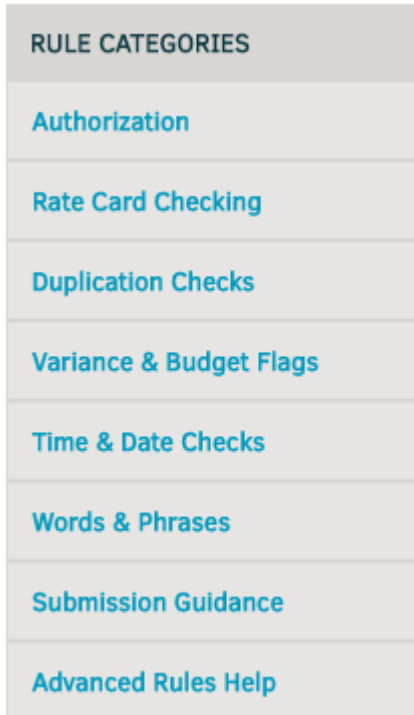 RULE CATEGORIES
Authorization
Rate Card Checking
Duplication Checks
Variance & Budget Flags
Time & Date Checks
Words & Phrases
Submission Guidance
Advanced Rules Help